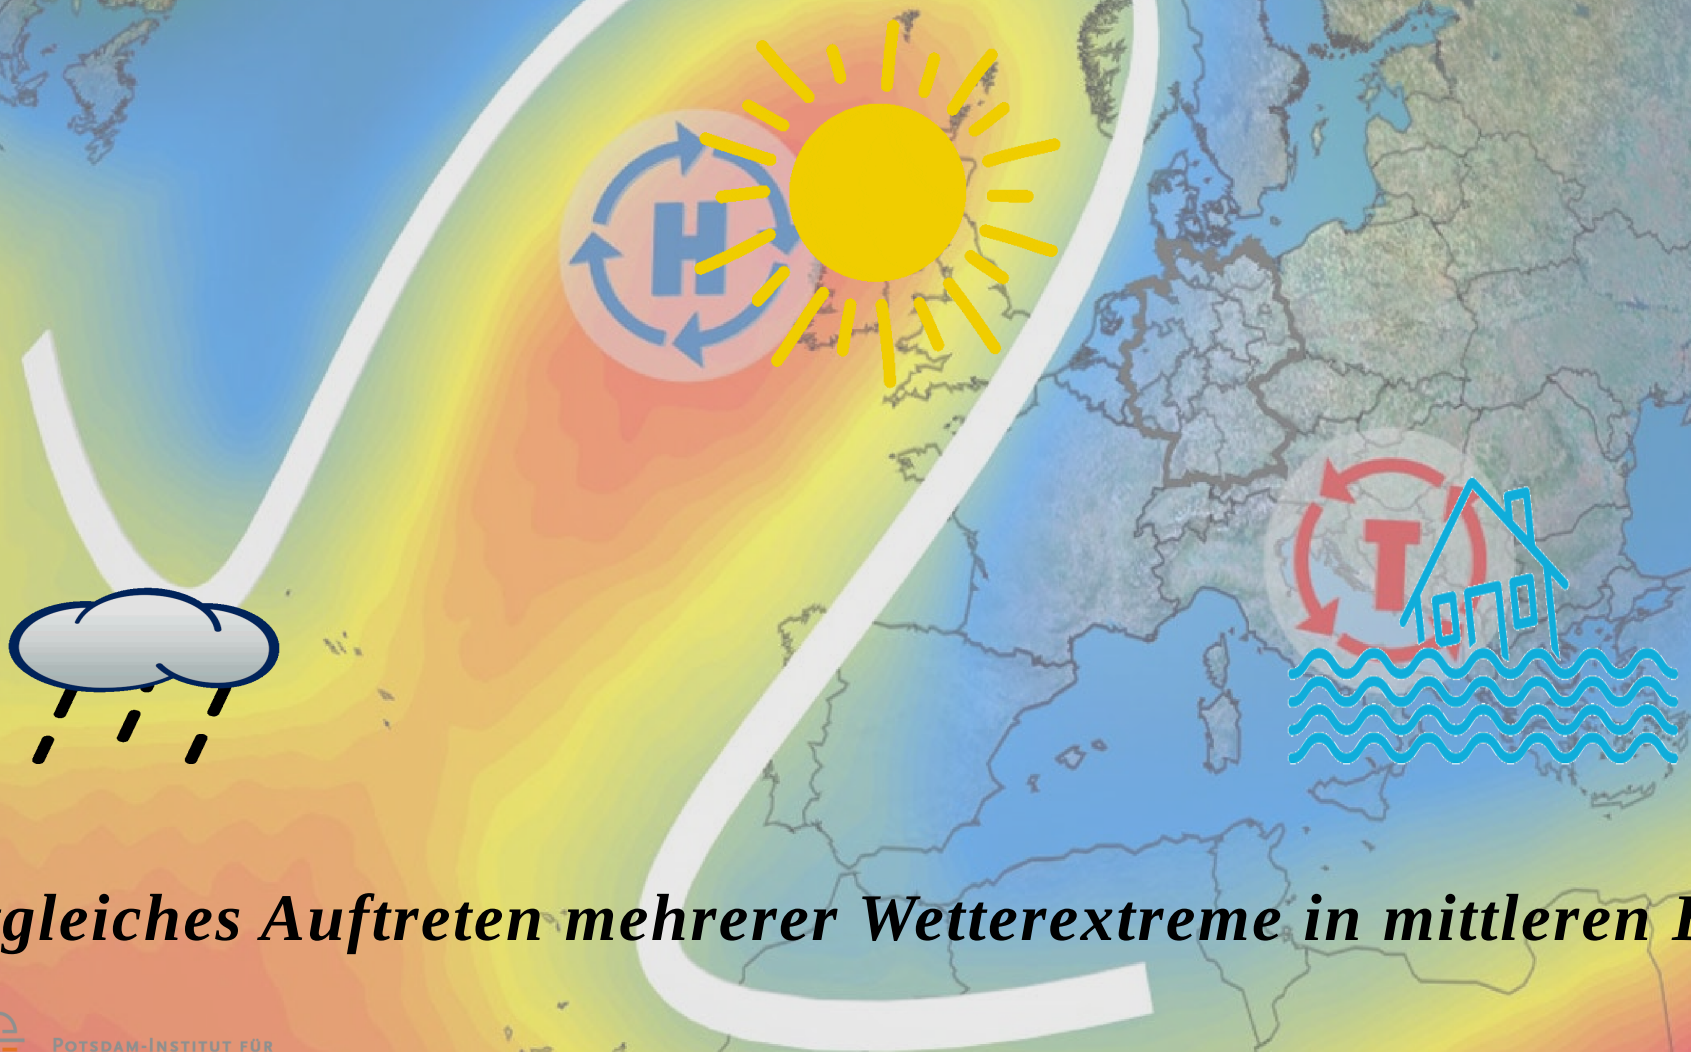 H
T
gleiches Auftreten mehrerer Wetterextreme in mittleren
POTSDAM-INSTITUT FÜR